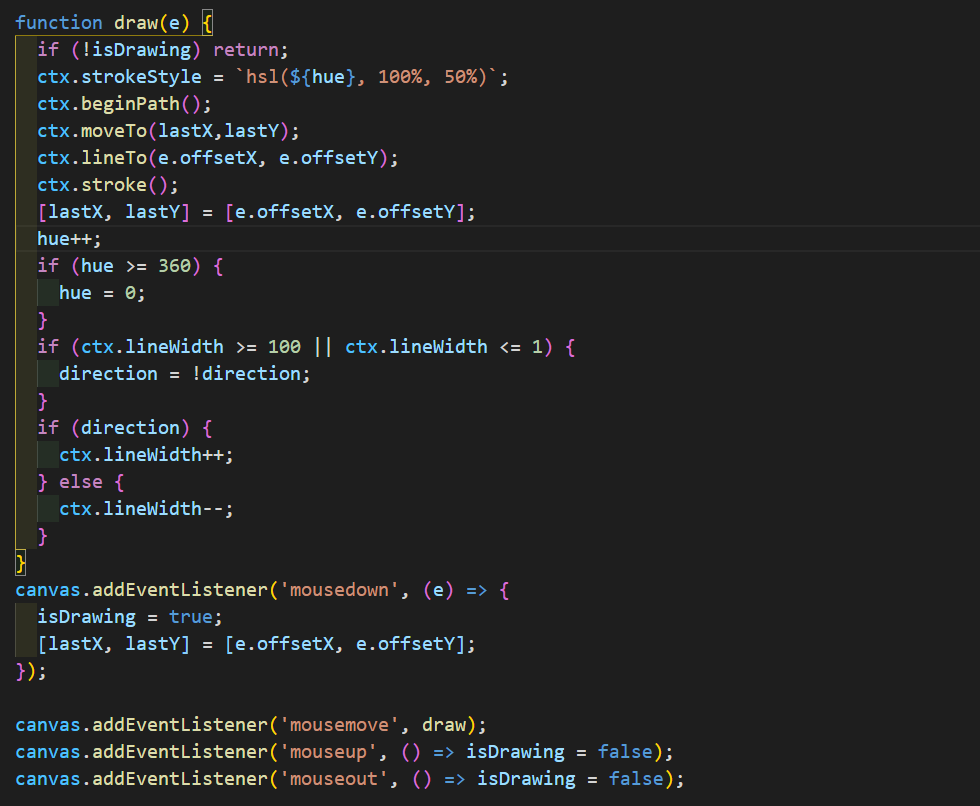 function draw(e) {
  if (!isDrawing) return;
  ctx.strokeStyle = `hsl(${hue}, 100%, 50%)`;
  ctx.beginPath();
  ctx.moveTo(lastX,lastY);
  ctx.lineTo(e.offsetX, e.offsetY);
  ctx.stroke();
  [lastX, lastY] = [e.offsetX, e.offsetY];
  hue++;
  if (hue >= 360) {
    hue = 0;
  }
  if (ctx.lineWidth >= 100 || ctx.lineWidth <= 1) {
    direction = !direction;
  }
  if (direction) {
    ctx.lineWidth++;
  } else {
    ctx.lineWidth--;
  }
}
canvas.addEventListener('mousedown', (e) => {
  isDrawing = true;
  [lastX, lastY] = [e.offsetX, e.offsetY];
});

canvas.addEventListener('mousemove', draw);
canvas.addEventListener('mouseup', () => isDrawing = false);
canvas.addEventListener('mouseout', () => isDrawing = false);